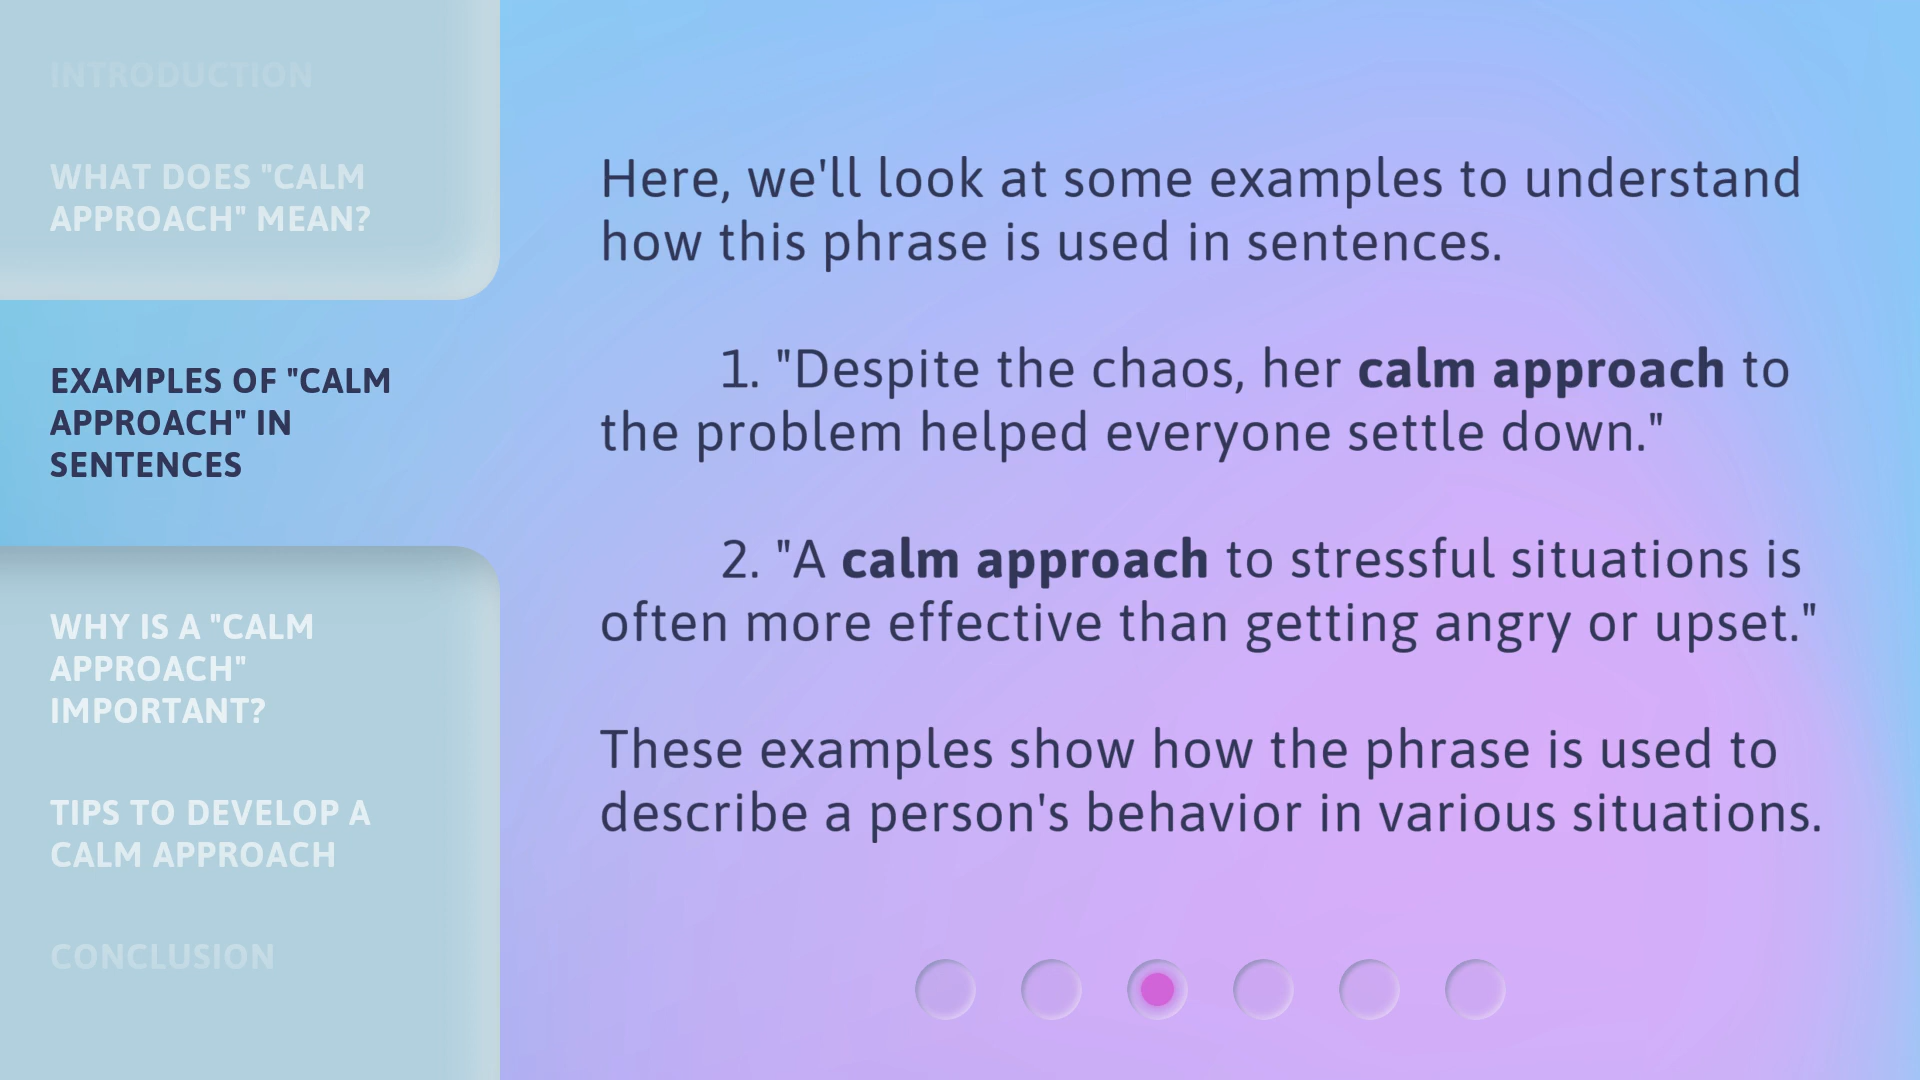 INTRODUCTION
WHAT DOES "CALM
APPROACH" MEAN?
EXAMPLES OF "CALM
APPROACH" IN
SENTENCES
WHY IS A "CALM
APPROACH"
IMPORTANT?
TIPS TO DEVELOP A
CALM APPROACH
CONCLUSION
Here, we'll look at some examples to understand
how this phrase is used in sentences.
1. "Despite the chaos, her calm approach to
the problem helped everyone settle down."
2. "A calm approach to stressful situations is
often more effective than getting angry or upset."
These examples show how the phrase is used to
describe a person's behavior in various situations.